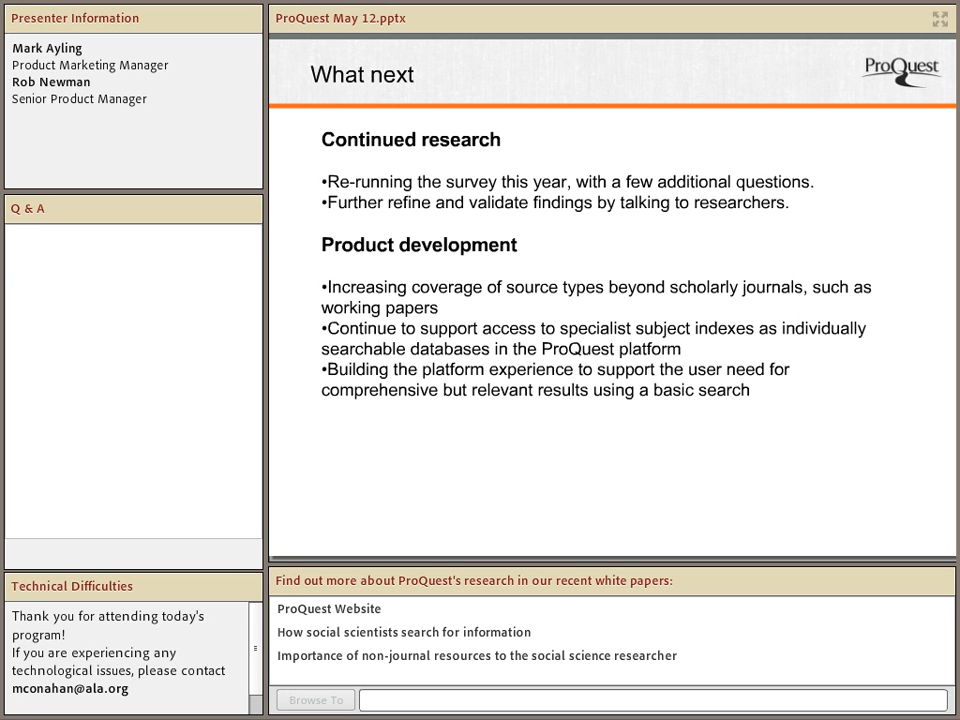 Presenter Information
Mark Ayling
Product Marketing Manager
Rob Newman
Senior Product Manager
Q & A
Technical Difficulties
Thank you for attending today's
program!
If you are experiencing any
technological issues, please contact
mconahan@ala.org
ProQuest May 12.pptx
What next
ProQuest
Continued research
•Re-running the survey this year, with a few additional questions.
•Further refine and validate findings by talking to researchers.
Product development
•Increasing coverage of source types beyond scholarly journals, such as
working papers
•Continue to support access to specialist subject indexes as individually
searchable databases in the ProQuest platform
•Building the platform experience to support the user need for
comprehensive but relevant results using a basic search
Find out more about ProQuest's research in our recent white papers:
ProQuest Website
How social scientists search for information
Importance of non-journal resources to the social science researcher
Browse To